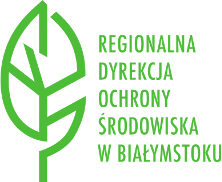 REGIONALNA
DYREKCJA
OCHRONY
ŚRODOWISKA
W BIAŁYMSTOKU